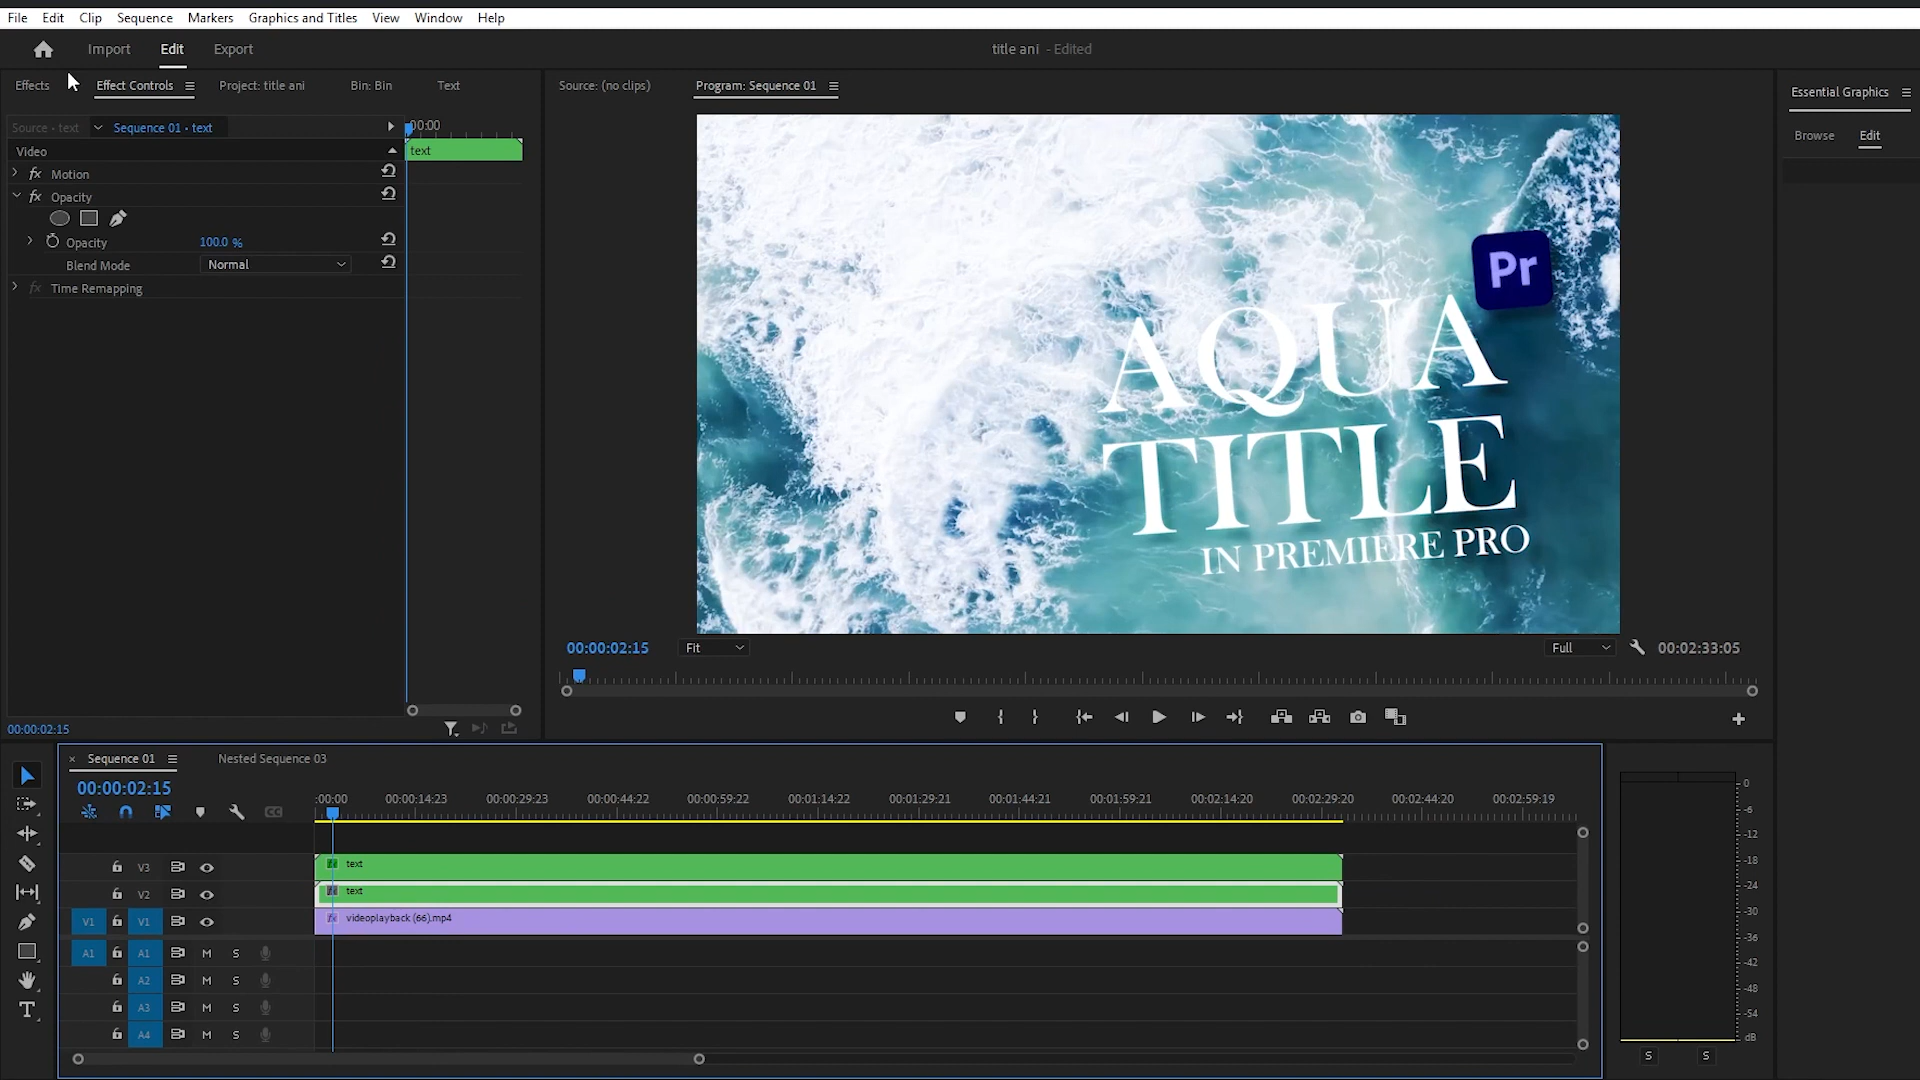 File Edit Clip Sequence Markers Graphics and Titles View Window Help
Import Edit Export
title ani - Edited
Effects Effect Controls Project: title ani Bin: Bin Text
Source: (no clips) Program: Sequence 01
Essential Graphics
Browse Edit
Source · text Sequence 01 · text
:00:00
Video
text
fx Motion
fx Opacity
Opacity 100.0 %
Blend Mode Normal
fx Time Remapping
Pr
AQUA
TITLE
IN PREMIERE PRO
00:00:02:15 Fit Full 00:02:33:05
00:00:02:15
× Sequence 01 Nested Sequence 03
00:00:02:15
:00:00 00:00:14:23 00:00:29:23 00:00:44:22 00:00:59:22 00:01:14:22 00:01:29:21 00:01:44:21 00:01:59:21 00:02:14:20 00:02:29:20 00:02:44:20 00:02:59:19
CC
V3 fx text
V2 fx text
V1 V1 fx videoplayback (66).mp4
A1 A1 M S
A2 M S
A3 M S
A4 M S
T
0
-6
-12
-18
-24
-30
-36
-42
-48
-54
dB
S S